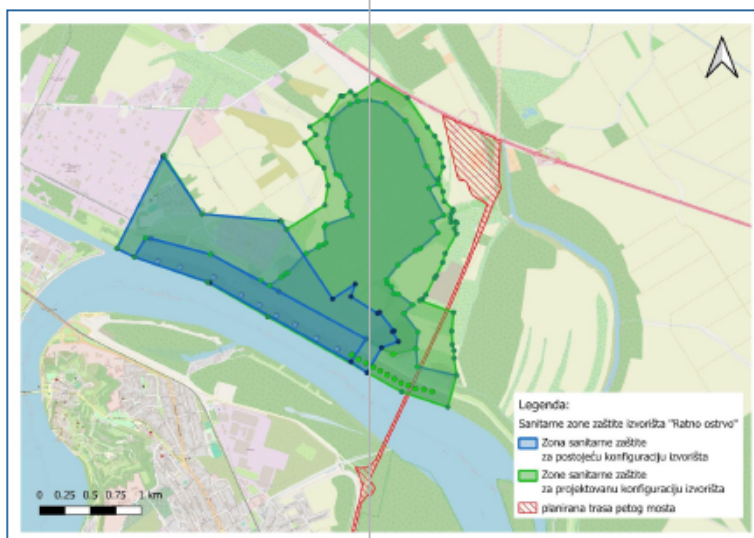 Legenda:
Sanitarne zone zaštite izvorišta "Ratno ostrvo"
Zona sanitarne zaštite
za postojeću konfiguraciju izvorišta
Zone sanitarne zaštite
za projektovanu konfiguraciju izvorišta
planirana trasa petog mosta
0 0.25 0.5 0.75 1 km